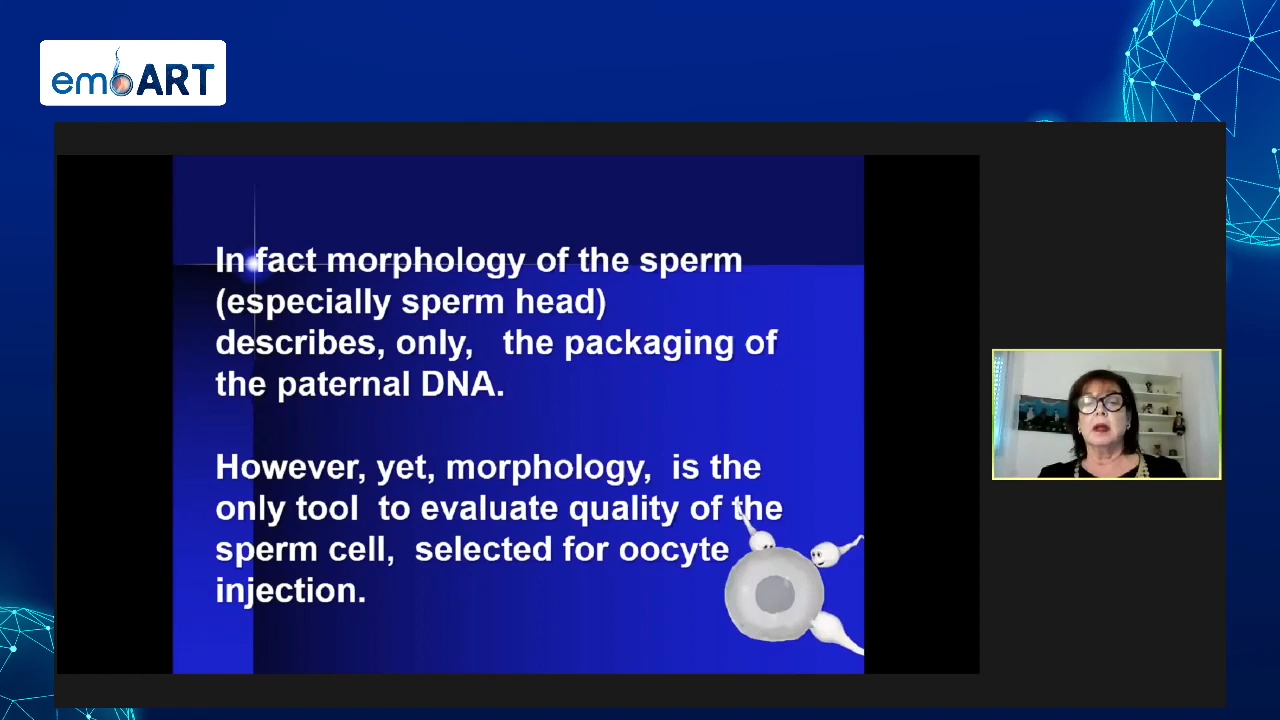 embART
In fact morphology of the sperm
(especially sperm head)
describes, only, the packaging of
the paternal DNA.
However, yet, morphology, is the
only tool to evaluate quality of the
sperm cell, selected for oocyte
injection.